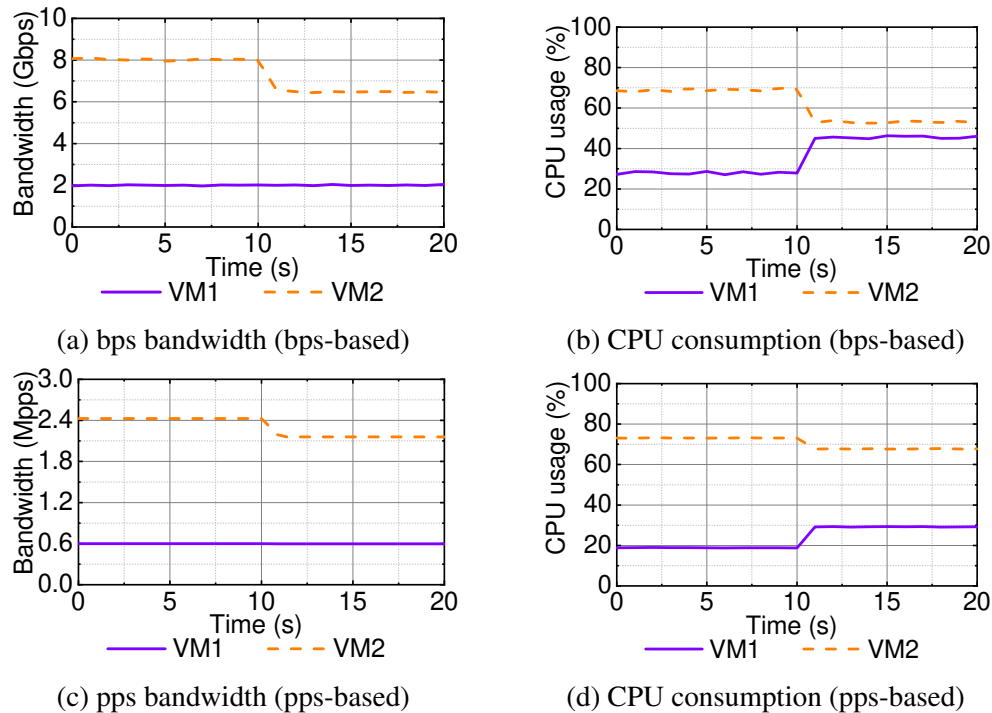 Bandwidth (Gbps)
10
8
6
4
2
0
0 5 10 15 20
Time (s)
VM1 VM2
(a) bps bandwidth (bps-based)
CPU usage (%)
100
80
60
40
20
0
0 5 10 15 20
Time (s)
VM1 VM2
(b) CPU consumption (bps-based)
Bandwidth (Mpps)
3.0
2.4
1.8
1.2
0.6
0.0
0 5 10 15 20
Time (s)
VM1 VM2
(c) pps bandwidth (pps-based)
CPU usage (%)
100
80
60
40
20
0
0 5 10 15 20
Time (s)
VM1 VM2
(d) CPU consumption (pps-based)